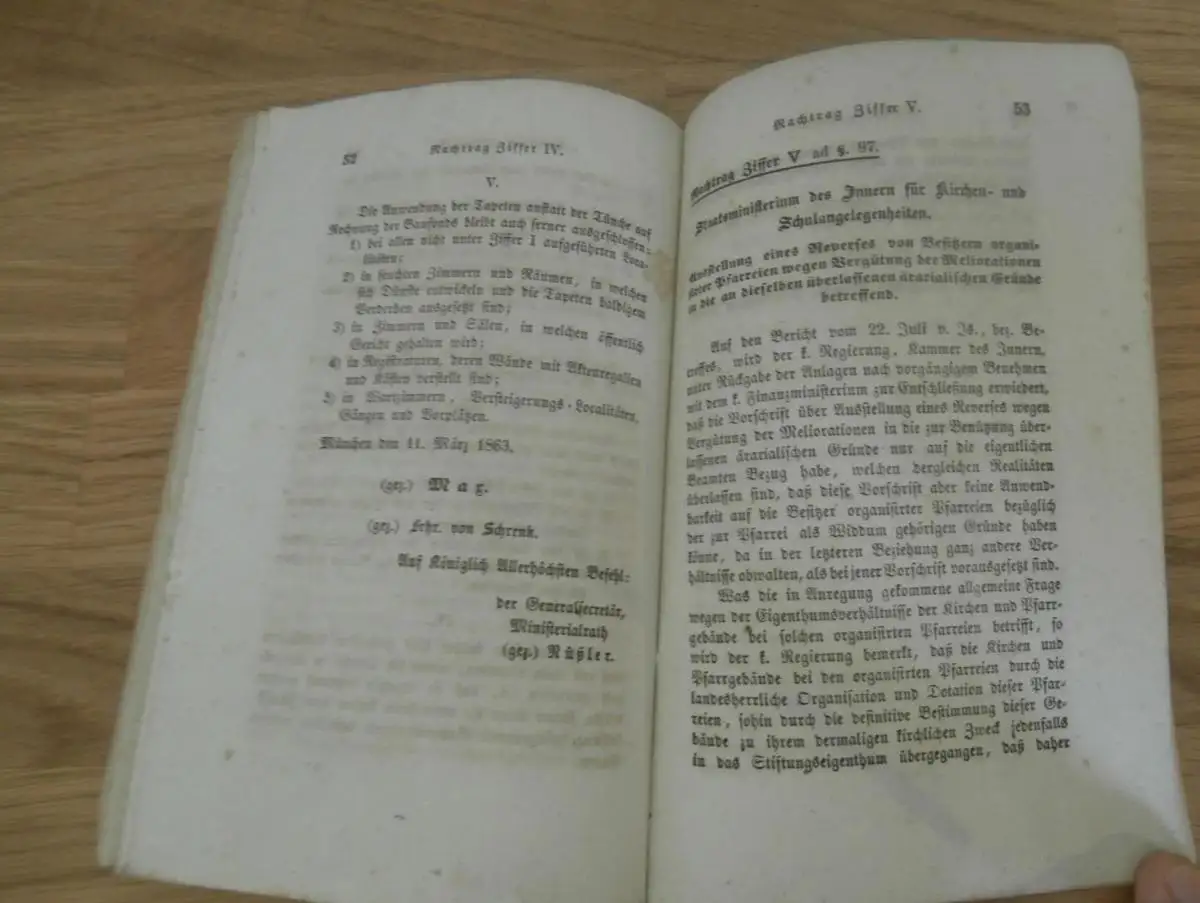 52
Nachtrag Ziffer IV.
V.
Die Anwendung der Tapeten anstatt der Tünche auf
Rechnung der Baufonds bleibt auch ferner ausgeschlossen:
1) bei allen nicht unter Ziffer I aufgeführten Loca-
litäten;
2) in feuchten Zimmern und Räumen, in welchen
sich Dünste entwickeln und die Tapeten baldigem
Verderben ausgesetzt sind;
3) in Zimmern und Sälen, in welchen öffentlich
Gericht gehalten wird;
4) in Registraturen, deren Wände mit Aktenregalien
und Kästen verstellt sind;
5) in Wartzimmern, Versteigerungs-Localitäten,
Gängen und Vorplätzen.
München den 11. März 1863.
(gez.) Max.
(gez.) Frhr. von Schrenk.
Auf Königlich Allerhöchsten Befehl:
der Generalsecretär,
Ministerialrath
(gez.) Rüßler.
Nachtrag Ziffer V.
53
Nachtrag Ziffer V ad §. 97.
Staatsministerium des Innern für Kirchen- und
Schulangelegenheiten.
Ausstellung eines Reverses von Besitzern organi-
sirter Pfarreien wegen Vergütung der Meliorationen
in die an dieselben überlassenen ärarialischen Gründe
betreffend.
Auf den Bericht vom 22. Juli v. Js., bez. Be-
treffes, wird der k. Regierung, Kammer des Innern,
unter Rückgabe der Anlagen nach vorgängigem Benehmen
mit dem k. Finanzministerium zur Entschließung erwiedert,
daß die Vorschrift über Ausstellung eines Reverses wegen
Vergütung der Meliorationen in die zur Benützung über-
lassenen ärarialischen Gründe nur auf die eigentlichen
Beamten Bezug habe, welchen dergleichen Realitäten
überlassen sind, daß diese Vorschrift aber keine Anwend-
barkeit auf die Besitzer organisirter Pfarreien bezüglich
der zur Pfarrei als Widdum gehörigen Gründe haben
könne, da in der letzteren Beziehung ganz andere Ver-
hältnisse obwalten, als bei jener Vorschrift vorausgesetzt sind.
Was die in Anregung gekommene allgemeine Frage
wegen der Eigenthumsverhältnisse der Kirchen und Pfarr-
gebäude bei solchen organisirten Pfarreien betrifft, so
wird der k. Regierung bemerkt, daß die Kirchen und
Pfarrgebäude bei den organisirten Pfarreien durch die
landesherrliche Organisation und Dotation dieser Pfar-
reien, sohin durch die definitive Bestimmung dieser Ge-
bäude zu ihrem dermaligen kirchlichen Zweck jedenfalls
in das Stiftungseigenthum übergegangen, daß daher